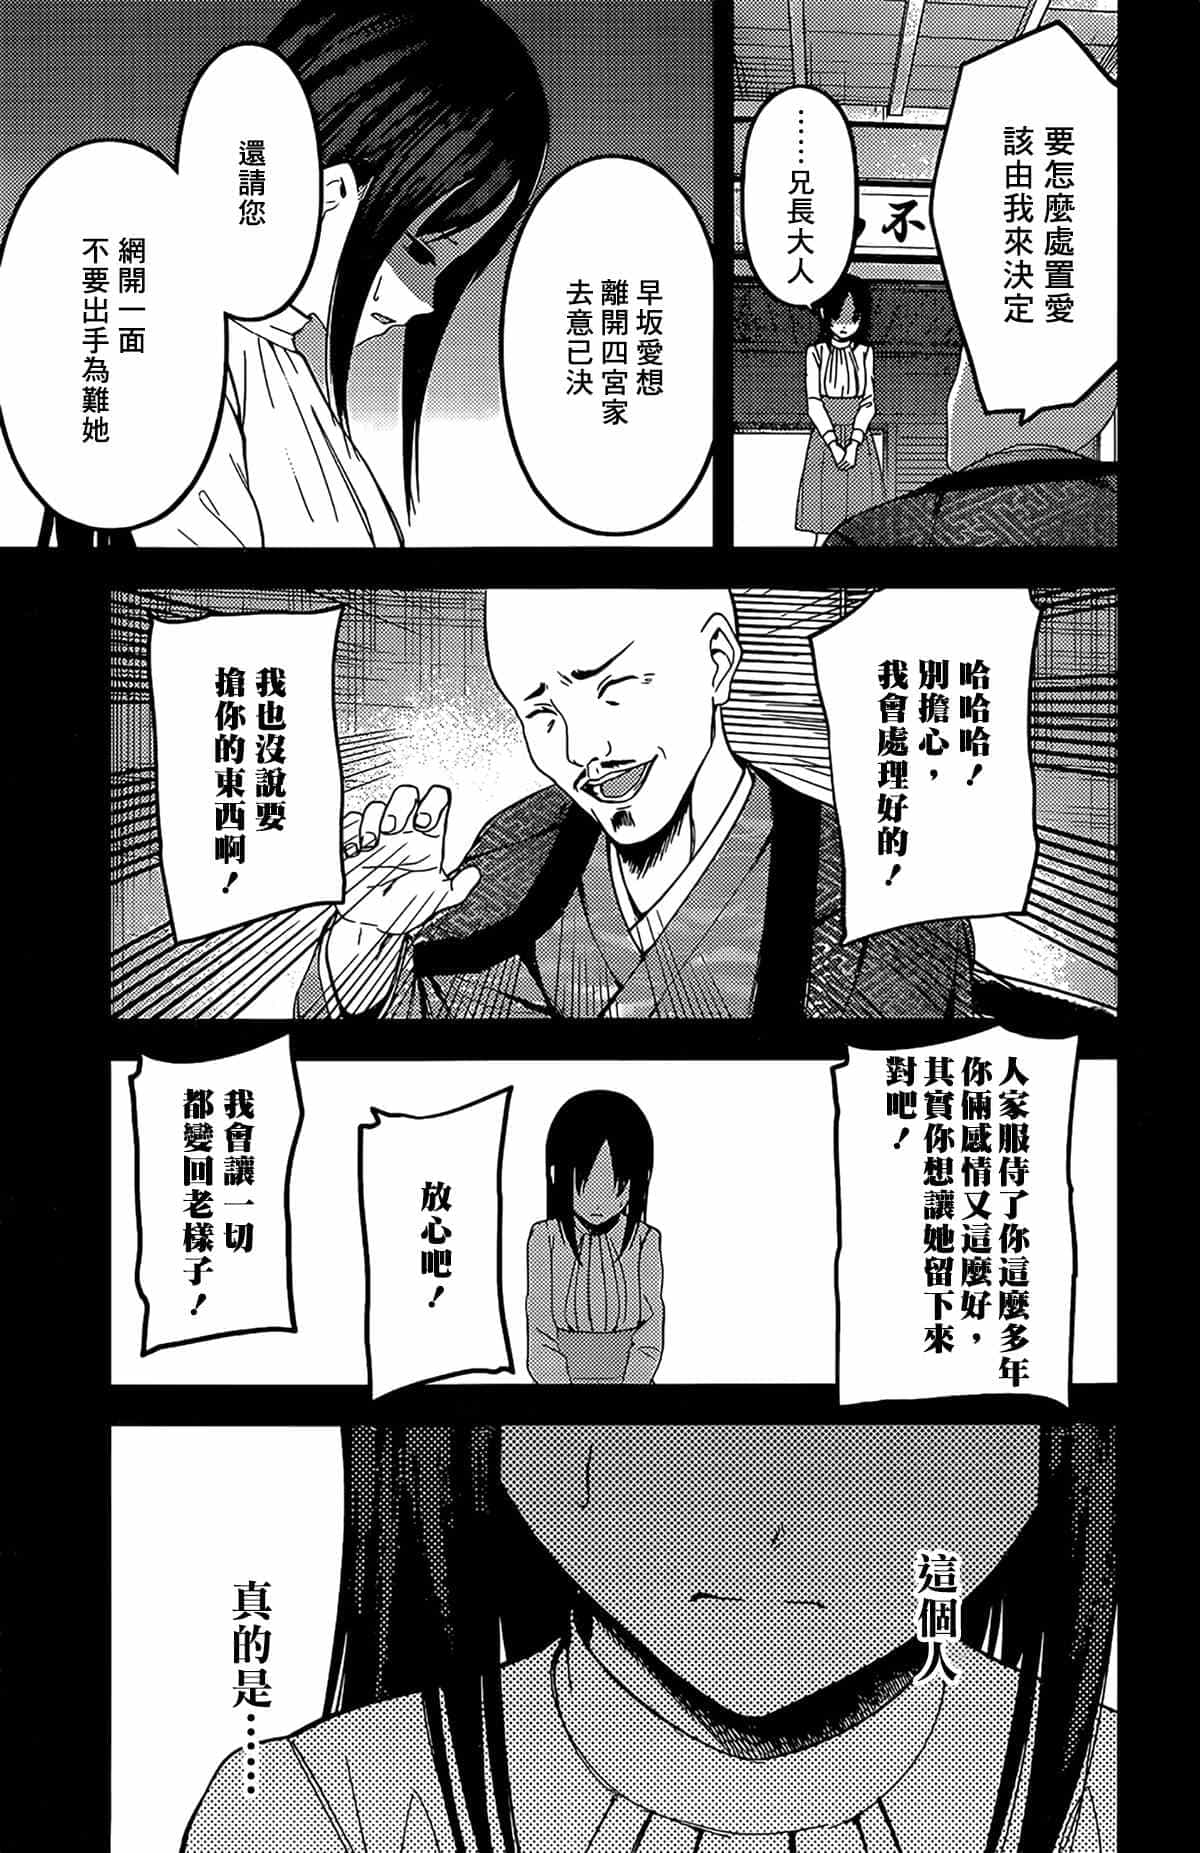 要怎麼處置愛
該由我來決定
不
……兄長大人
早坂愛想
離開四宮家
去意已決
還請您
網開一面
不要出手為難她
哈哈哈！
別擔心，
我會處理好的！
我也沒說要
搶你的東西啊！
人家服侍了你這麼多年
你倆感情又這麼好，
其實你想讓她留下來
對吧！
放心吧！
我會讓一切
都變回老樣子！
這個人
真的是……